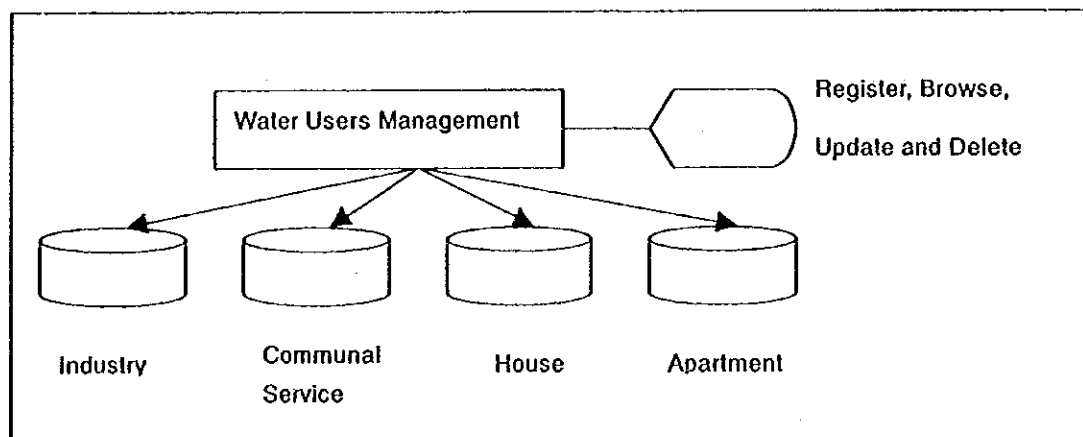 Register, Browse,
Water Users Management
Update and Delete
Industry
Communal
Service
House
Apartment